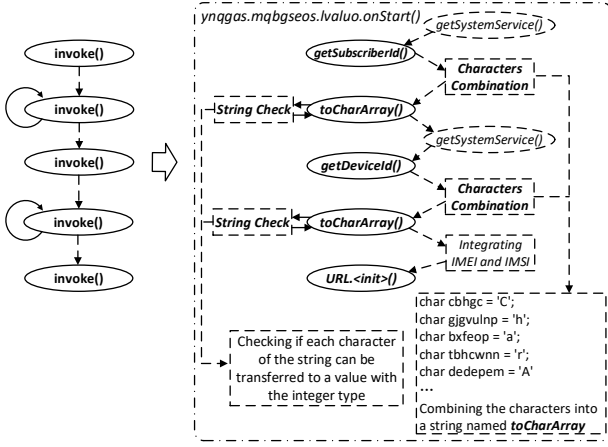 ynqgas.mqbgseos.lvaluo.onStart()
invoke()
invoke()
invoke()
invoke()
invoke()
getSystemService()
getSubscriberId()
Characters
Combination
String Check
toCharArray()
getSystemService()
getDeviceId()
Characters
Combination
String Check
toCharArray()
Integrating
IMEI and IMSI
URL.<init>()
Checking if each
character
of the string can be
transferred to a value with
the integer type
char cbhgc = 'C';
char gjgvulnp = 'h';
char bxfeop = 'a';
char tbhcwnn = 'r';
char dedepem = 'A'
...
Combining the characters into
a string named toCharArray